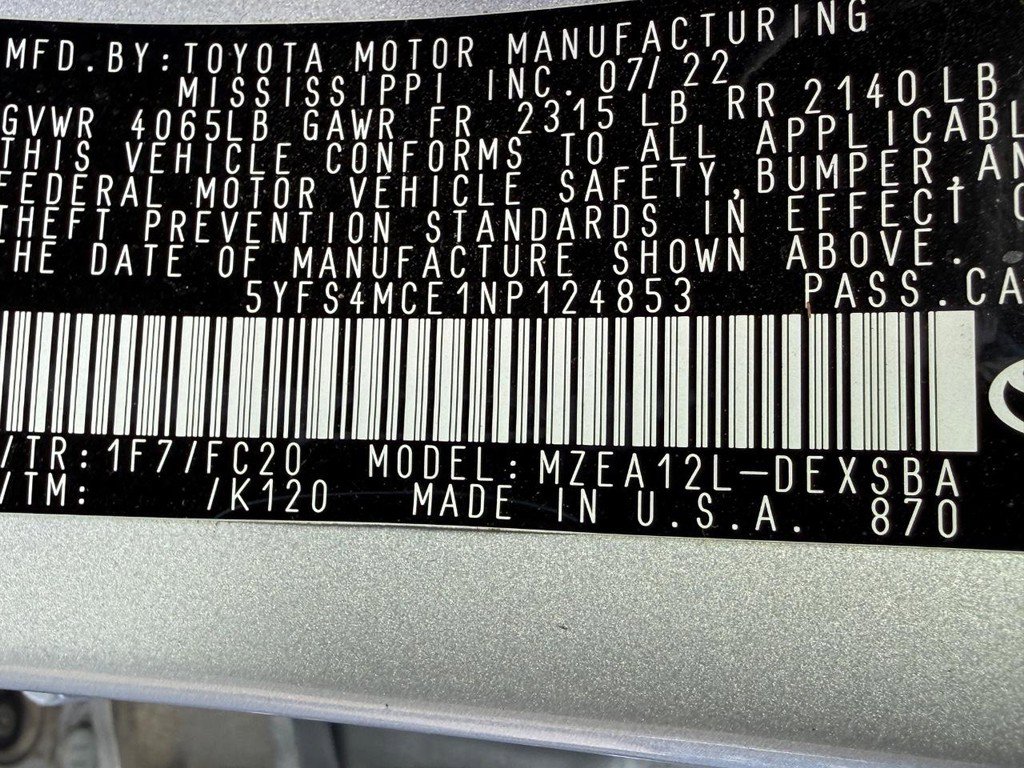 MFD.BY:TOYOTA MOTOR MANUFACTURING
MISSISSIPPI INC. 07/22
GVWR 4065LB GAWR FR 2315 LB RR 2140 LB
THIS VEHICLE CONFORMS TO ALL APPLICABL
FEDERAL MOTOR VEHICLE SAFETY,BUMPER,AN
THEFT PREVENTION STANDARDS IN EFFECT O
THE DATE OF MANUFACTURE SHOWN ABOVE.
5YFS4MCE1NP124853 PASS.CA
/TR:1F7/FC20 MODEL:MZEA12L-DEXSBA
/TM: /K120 MADE IN U.S.A. 870